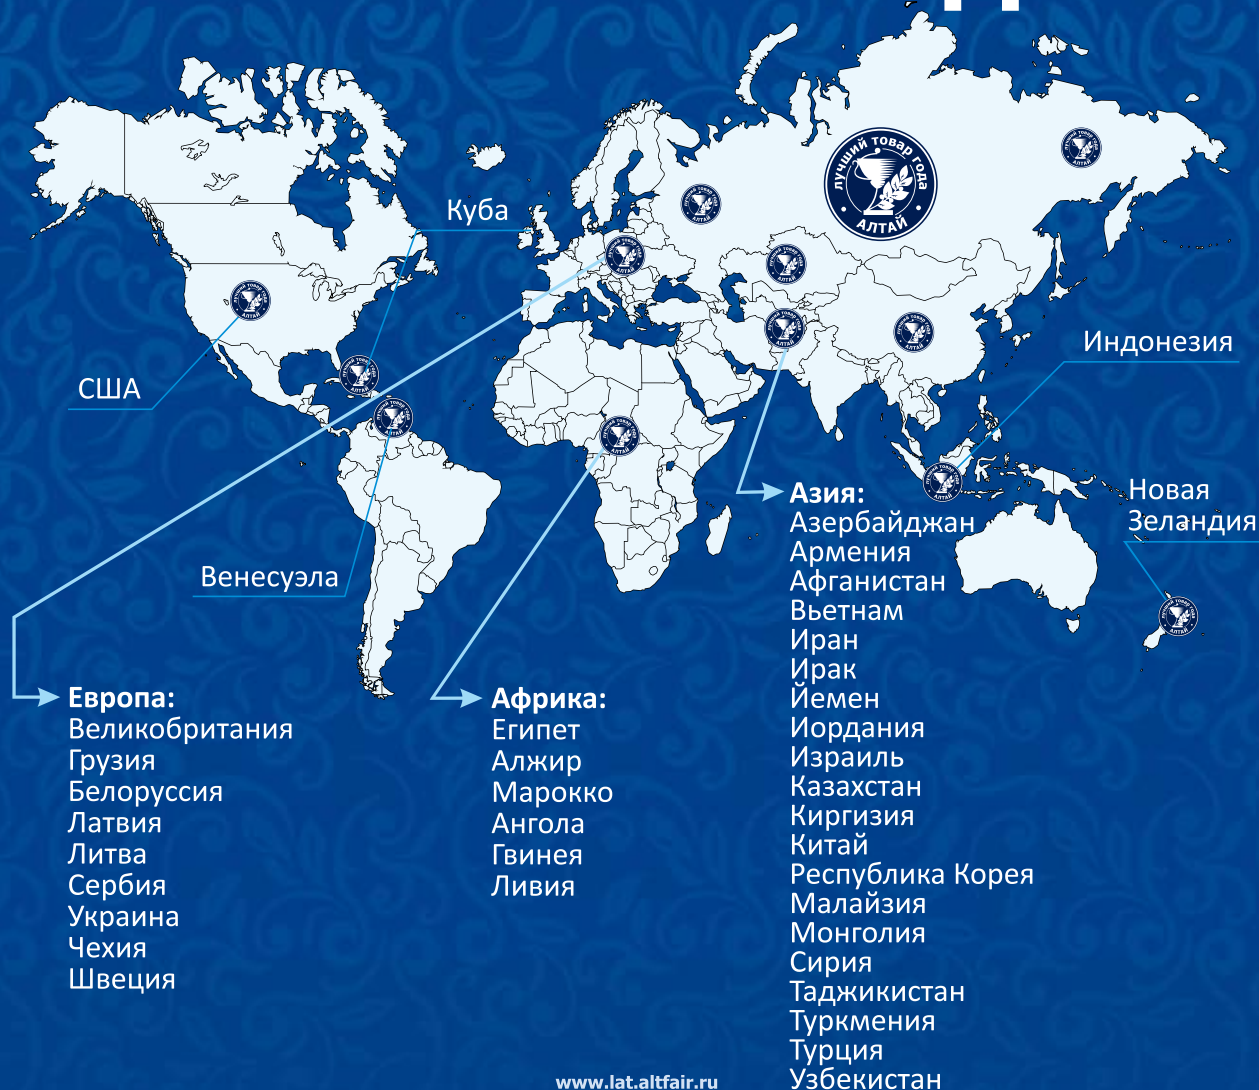 лучший товар года
АЛТАЙ
Куба
США
Индонезия
Новая
Зеландия
Венесуэла
Европа:
Великобритания
Грузия
Белоруссия
Латвия
Литва
Сербия
Украина
Чехия
Швеция
Африка:
Египет
Алжир
Марокко
Ангола
Гвинея
Ливия
Азия:
Азербайджан
Армения
Афганистан
Вьетнам
Иран
Ирак
Йемен
Иордания
Израиль
Казахстан
Киргизия
Китай
Республика Корея
Малайзия
Монголия
Сирия
Таджикистан
Туркмения
Турция
Узбекистан
www.lat.altfair.ru